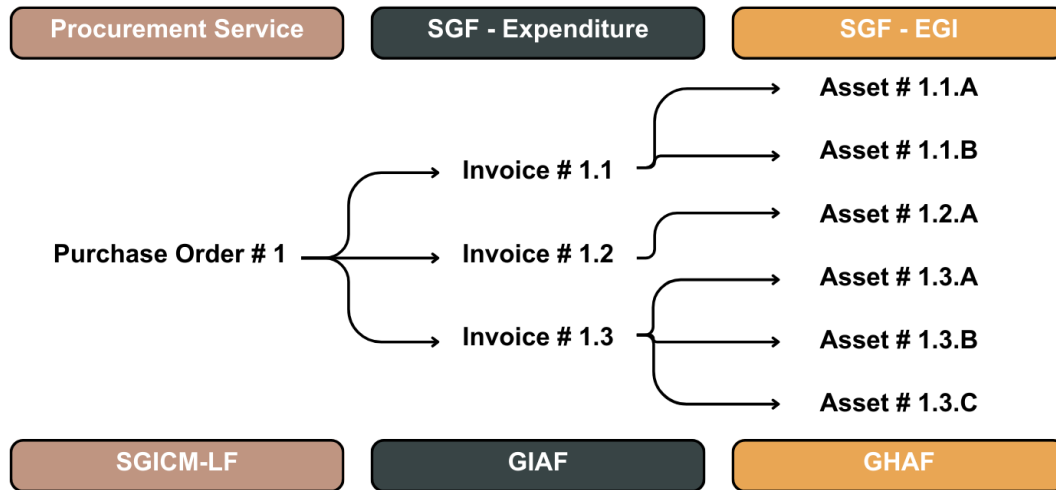 Procurement Service
SGF - Expenditure
SGF - EGI
Asset # 1.1.A
Asset # 1.1.B
Invoice # 1.1
Asset # 1.2.A
Purchase Order # 1
Invoice # 1.2
Asset # 1.3.A
Invoice # 1.3
Asset # 1.3.B
Asset # 1.3.C
SGICM-LF
GIAF
GHAF